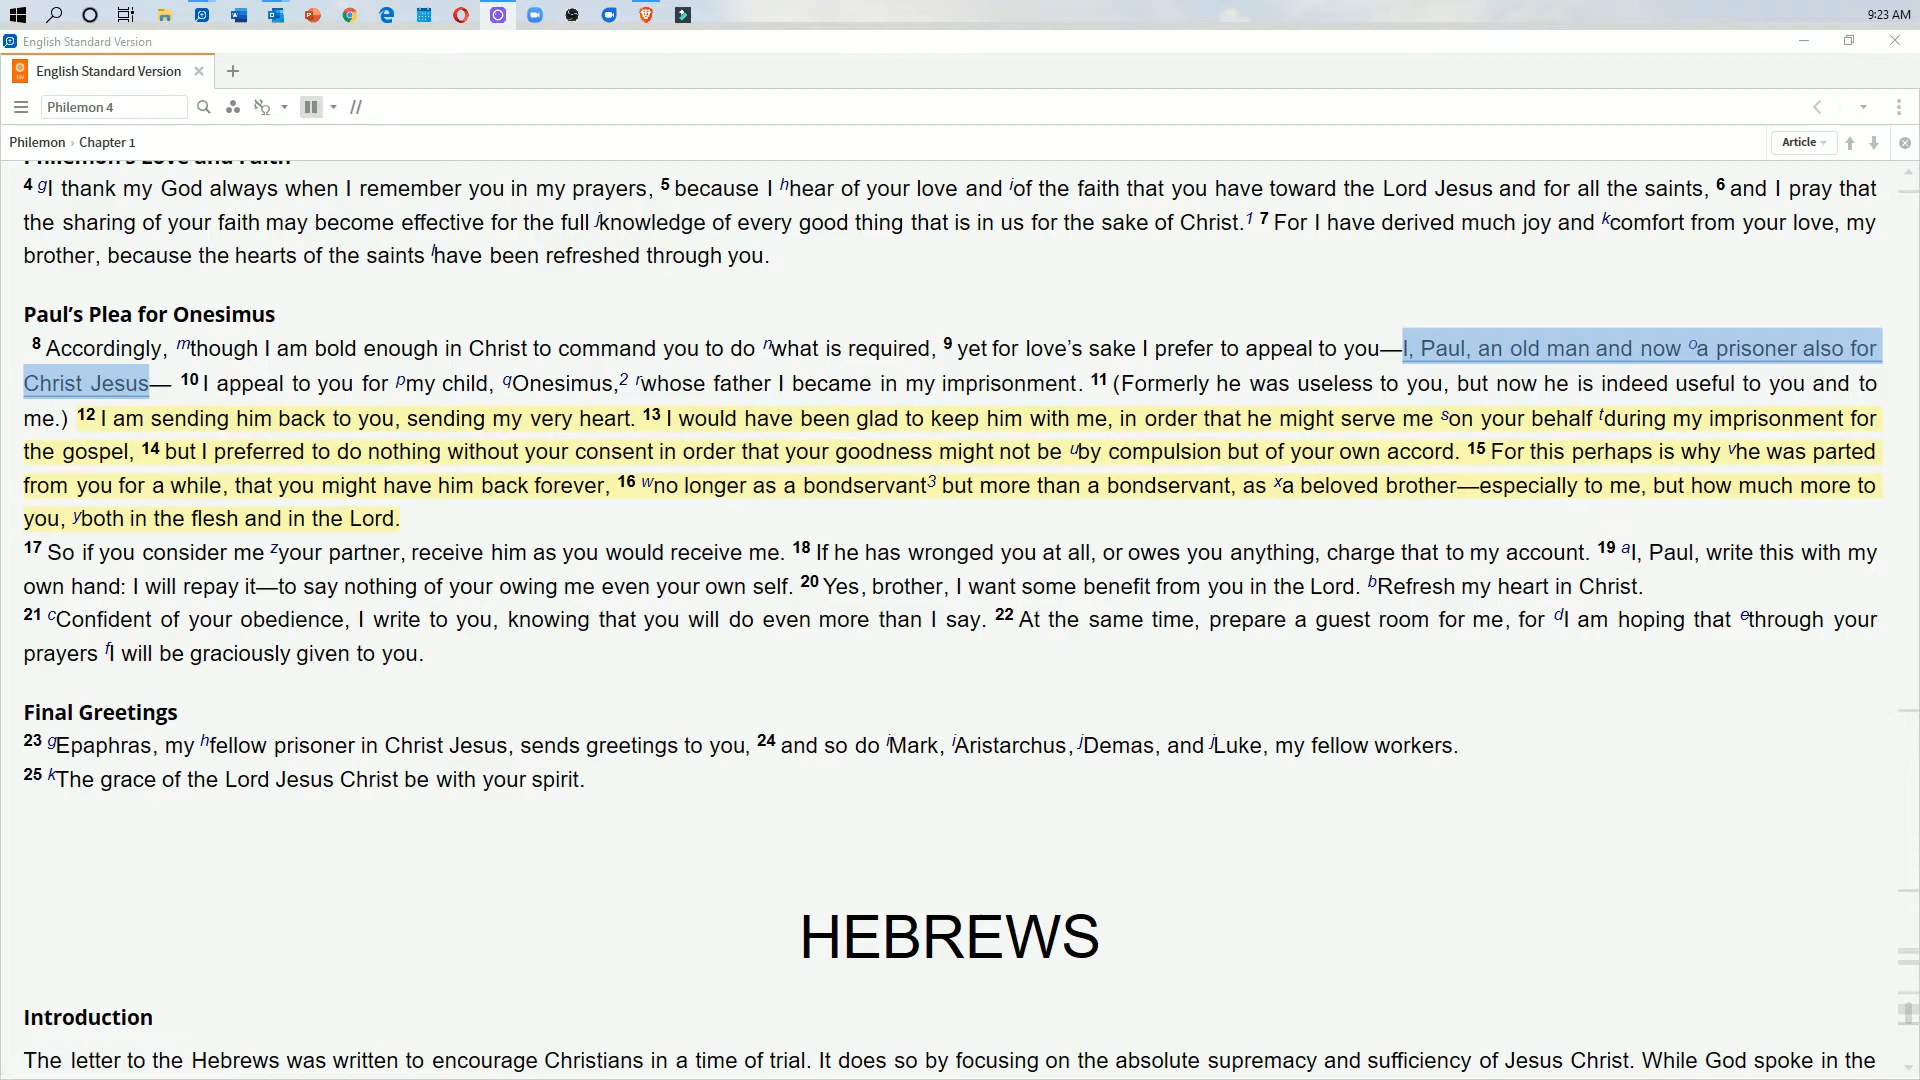 9:23 AM
English Standard Version
English Standard Version
Philemon 4
Philemon › Chapter 1
Article
Philemon's Love and Faith
4 gI thank my God always when I remember you in my prayers, 5 because I hhear of your love and iof the faith that you have toward the Lord Jesus and for all the saints, 6 and I pray that
the sharing of your faith may become effective for the full jknowledge of every good thing that is in us for the sake of Christ.1 7 For I have derived much joy and kcomfort from your love, my
brother, because the hearts of the saints lhave been refreshed through you.
Paul’s Plea for Onesimus
8 Accordingly, mthough I am bold enough in Christ to command you to do nwhat is required, 9 yet for love’s sake I prefer to appeal to you—I, Paul, an old man and now oa prisoner also for
Christ Jesus— 10 I appeal to you for pmy child, qOnesimus,2 rwhose father I became in my imprisonment. 11 (Formerly he was useless to you, but now he is indeed useful to you and to
me.) 12 I am sending him back to you, sending my very heart. 13 I would have been glad to keep him with me, in order that he might serve me son your behalf tduring my imprisonment for
the gospel, 14 but I preferred to do nothing without your consent in order that your goodness might not be uby compulsion but of your own accord. 15 For this perhaps is why vhe was parted
from you for a while, that you might have him back forever, 16 wno longer as a bondservant3 but more than a bondservant, as xa beloved brother—especially to me, but how much more to
you, yboth in the flesh and in the Lord.
17 So if you consider me zyour partner, receive him as you would receive me. 18 If he has wronged you at all, or owes you anything, charge that to my account. 19 aI, Paul, write this with my
own hand: I will repay it—to say nothing of your owing me even your own self. 20 Yes, brother, I want some benefit from you in the Lord. bRefresh my heart in Christ.
21 cConfident of your obedience, I write to you, knowing that you will do even more than I say. 22 At the same time, prepare a guest room for me, for dI am hoping that ethrough your
prayers fI will be graciously given to you.
Final Greetings
23 gEpaphras, my hfellow prisoner in Christ Jesus, sends greetings to you, 24 and so do iMark, iAristarchus, jDemas, and jLuke, my fellow workers.
25 kThe grace of the Lord Jesus Christ be with your spirit.
HEBREWS
Introduction
The letter to the Hebrews was written to encourage Christians in a time of trial. It does so by focusing on the absolute supremacy and sufficiency of Jesus Christ. While God spoke in the